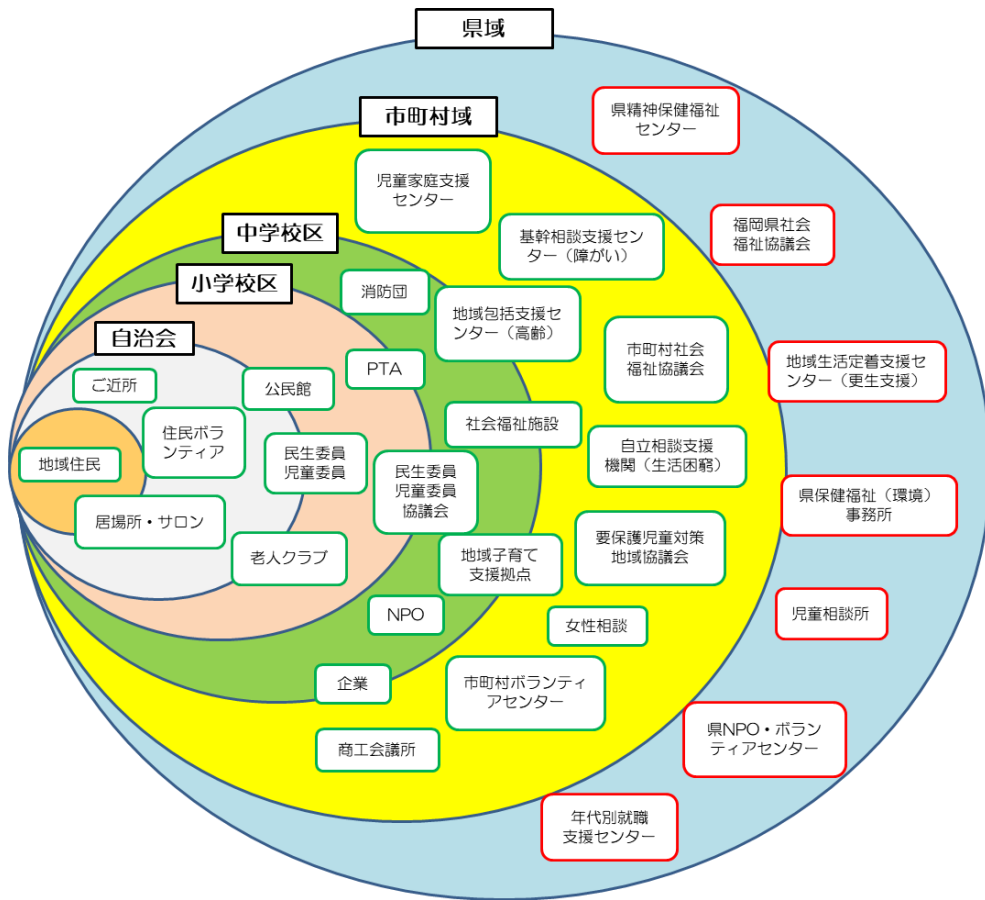 県域
県精神保健福祉
センター
市町村域
児童家庭支援
センター
福岡県社会
福祉協議会
基幹相談支援セン
ター（障がい）
中学校区
小学校区
消防団
地域包括支援セ
ンター（高齢）
市町村社会
福祉協議会
地域生活定着支援セ
ンター（更生支援）
自治会
PTA
ご近所
公民館
社会福祉施設
住民ボラ
ンティア
自立相談支援
機関（生活困窮）
地域住民
民生委員
児童委員
民生委員
児童委員
協議会
県保健福祉（環境）
事務所
居場所・サロン
要保護児童対策
地域協議会
老人クラブ
地域子育て
支援拠点
NPO
女性相談
児童相談所
企業
市町村ボランティ
アセンター
商工会議所
県NPO・ボラン
ティアセンター
年代別就職
支援センター